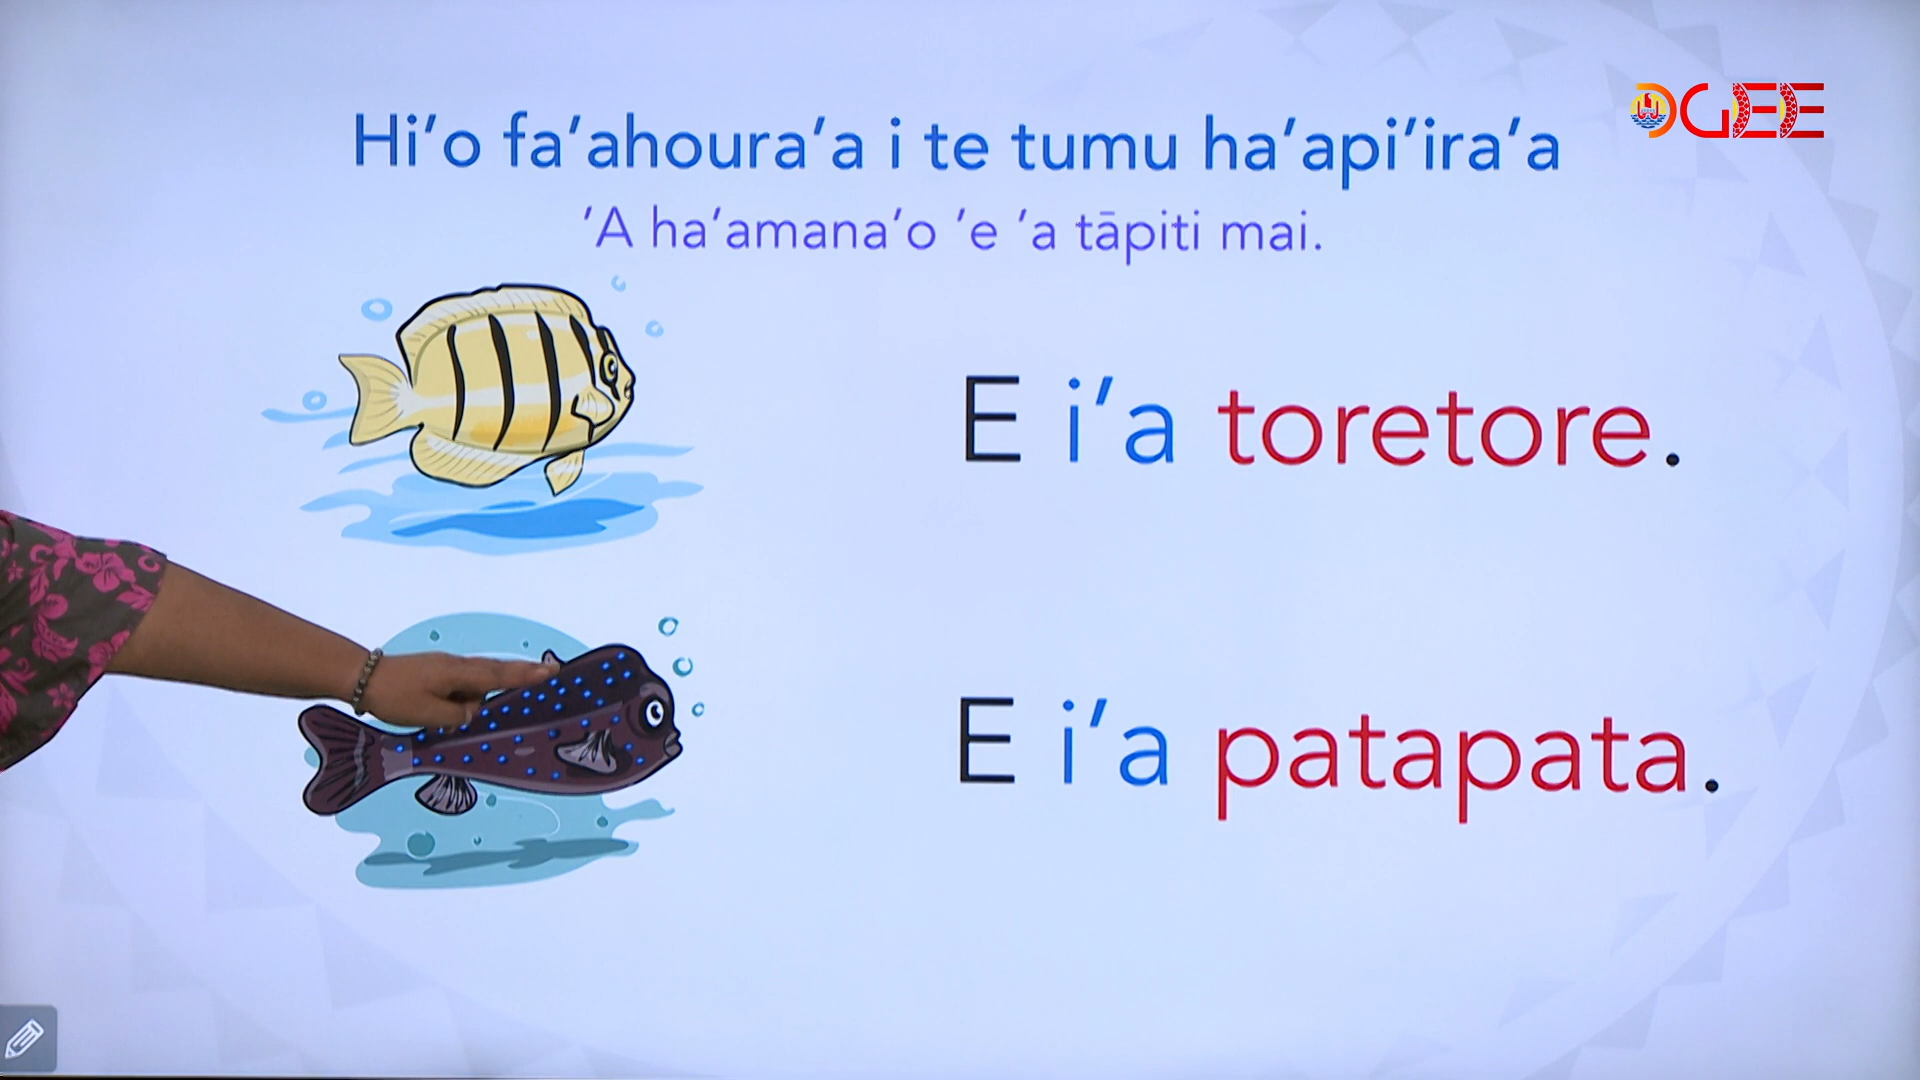 DGEE
Hi'o fa'ahoura'a i te tumu ha'api'ira'a
'A ha'amana'o 'e 'a tāpiti mai.
E i'a toretore.
E i'a patapata.